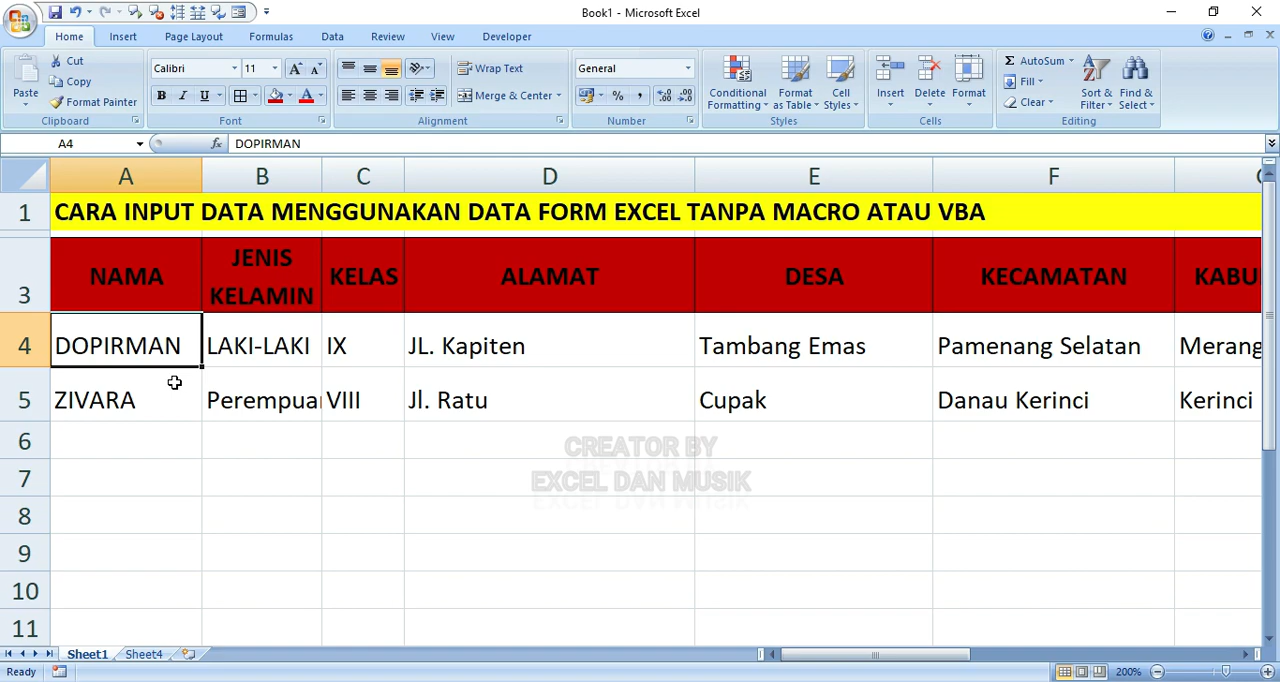 Book1 - Microsoft Excel
Home Insert Page Layout Formulas Data Review View Developer
Paste
Cut
Copy
Format Painter
Clipboard
Calibri 11
B I U
Font
Wrap Text
Merge & Center
Alignment
General
%
Number
Conditional Formatting
Format as Table
Cell Styles
Styles
Insert Delete Format
Cells
Σ AutoSum
Fill
Clear
Sort & Filter
Find & Select
Editing
A4 fx DOPIRMAN
A B C D E F
1 CARA INPUT DATA MENGGUNAKAN DATA FORM EXCEL TANPA MACRO ATAU VBA
3 NAMA JENIS KELAMIN KELAS ALAMAT DESA KECAMATAN KABU
4 DOPIRMAN LAKI-LAKI IX JL. Kapiten Tambang Emas Pamenang Selatan Merang
5 ZIVARA Perempuan VIII Jl. Ratu Cupak Danau Kerinci Kerinci
6
7
8
9
10
11
CREATOR BY
EXCEL DAN MUSIK
Sheet1 Sheet4
Ready 200%